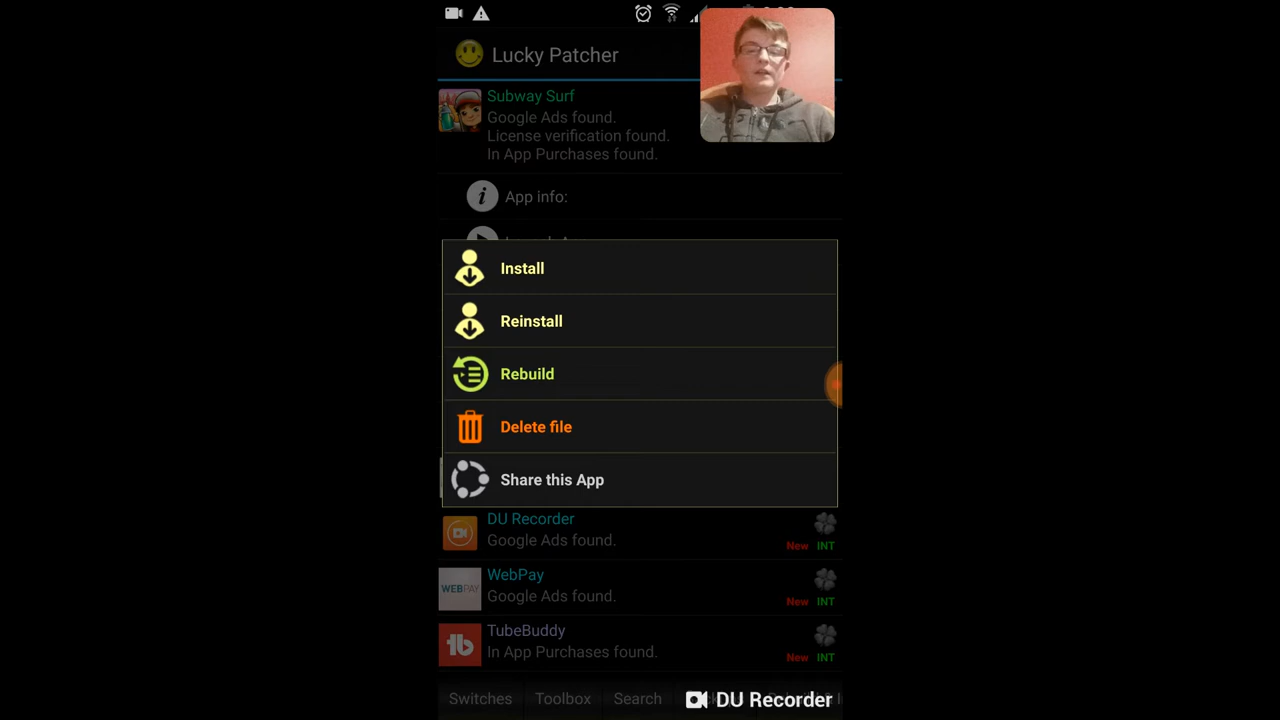 Lucky Patcher
Subway Surf
Google Ads found.
License verification found.
In App Purchases found.
App info:
Install
Reinstall
Rebuild
Delete file
Share this App
DU Recorder
Google Ads found.
New INT
WEBPAY
WebPay
Google Ads found.
New INT
TubeBuddy
In App Purchases found.
New INT
Switches Toolbox Search
DU Recorder